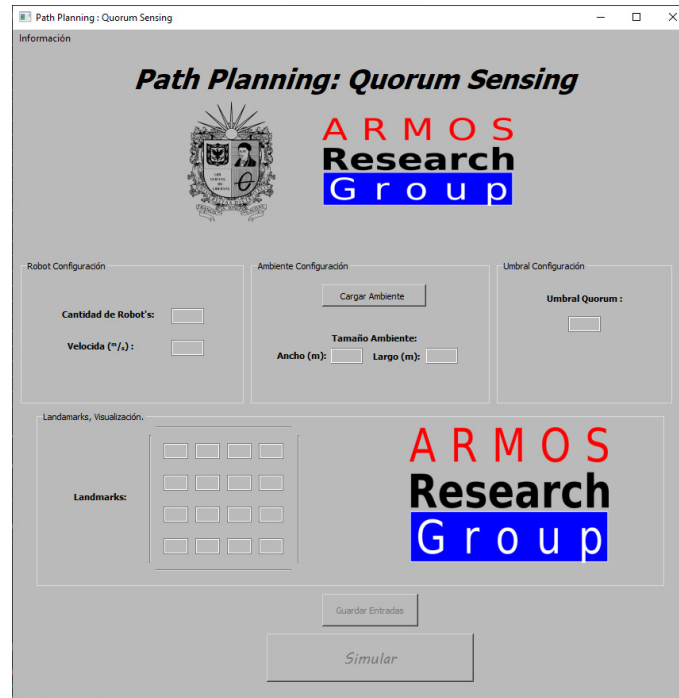 Path Planning : Quorum Sensing
Información
Path Planning: Quorum Sensing
ARMOS
Research
Group
Robot Configuración
Ambiente Configuración
Umbral Configuración
Cargar Ambiente
Umbral Quorum :
Cantidad de Robot's:
Tamaño Ambiente:
Velocida (m/s) :
Ancho (m):
Largo (m):
Landamarks, Visualización.
Landmarks:
ARMOS
Research
Group
Guardar Entradas
Simular